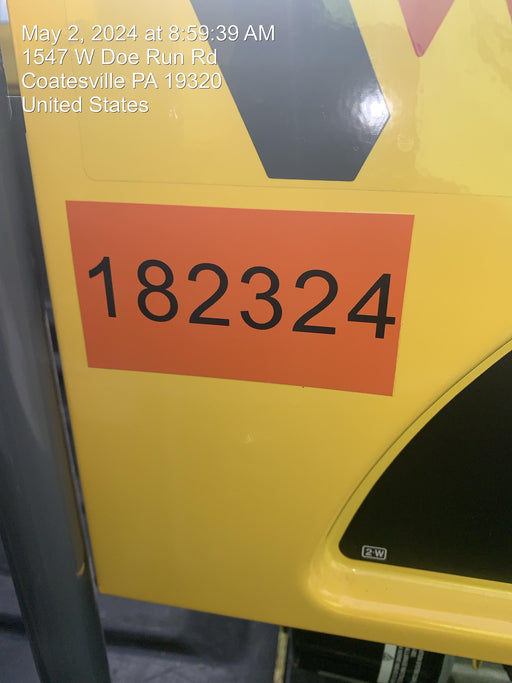 May 2, 2024 at 8:59:39 AM
1547 W Doe Run Rd
Coatesville PA 19320
United States
182324
2-W